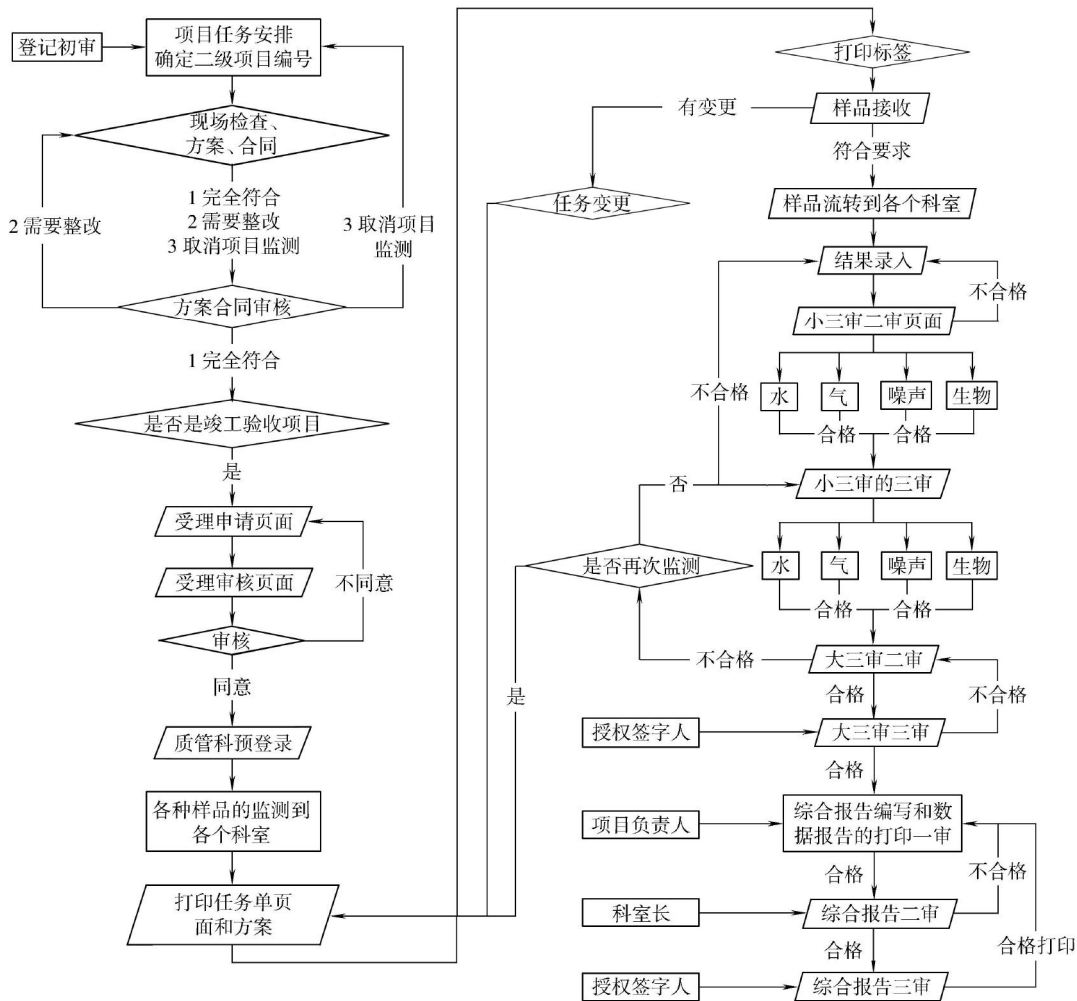 登记初审
项目任务安排
确定二级项目编号
现场检查、
方案、合同
1 完全符合
2 需要整改
3 取消项目监测
2 需要整改
3 取消项目
监测
方案合同审核
1 完全符合
是否是竣工验收项目
是
受理申请页面
受理审核页面
不同意
审核
同意
质管科预登录
各种样品的监测到
各个科室
打印任务单页
面和方案
打印标签
有变更
样品接收
符合要求
任务变更
样品流转到各个科室
结果录入
不合格
小三审二审页面
不合格
水
气
噪声
生物
合格
合格
否
小三审的三审
是否再次监测
水
气
噪声
生物
合格
合格
不合格
大三审二审
是
合格
不合格
授权签字人
大三审三审
合格
项目负责人
综合报告编写和数
据报告的打印一审
合格
不合格
科室长
综合报告二审
合格
合格打印
授权签字人
综合报告三审